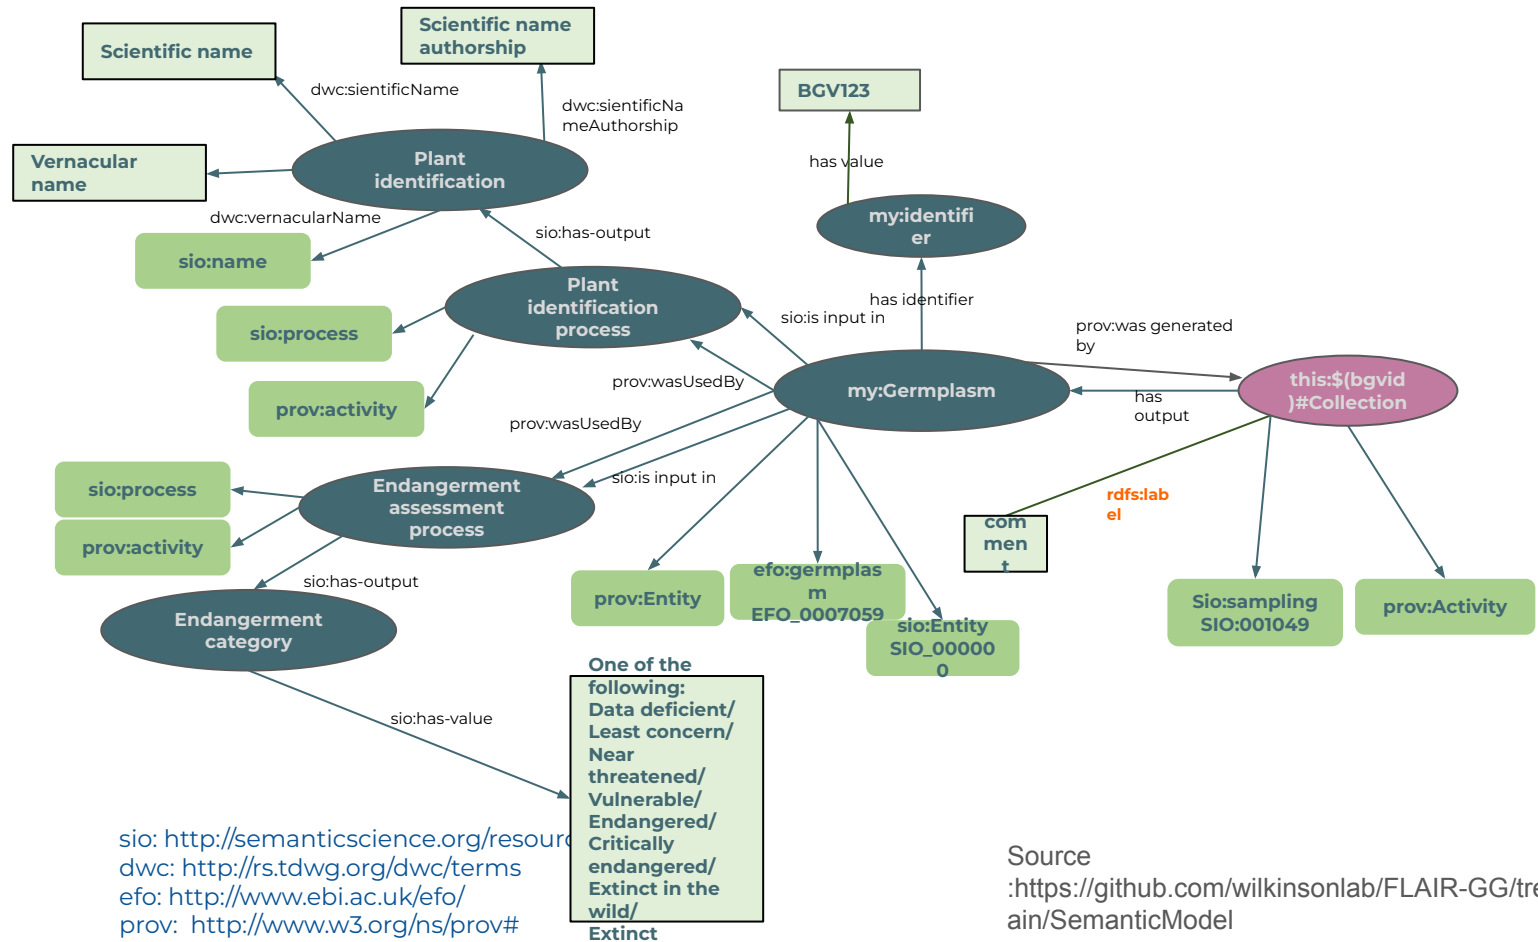 Scientific name
Scientific name
authorship
dwc:sientificName
dwc:sientificNa
meAuthorship
BGV123
Vernacular
name
Plant
identification
has value
dwc:vernacularName
my:identifi
er
sio:has-output
sio:name
Plant
identification
process
has identifier
sio:is input in
sio:process
prov:was generated
by
prov:wasUsedBy
my:Germplasm
this:$(bgvid
)#Collection
has
output
prov:activity
prov:wasUsedBy
sio:is input in
sio:process
Endangerment
assessment
process
rdfs:lab
el
prov:activity
com
men
t
sio:has-output
prov:Entity
efo:germplas
m
EFO_0007059
Sio:sampling
SIO:001049
prov:Activity
Endangerment
category
sio:Entity
SIO_00000
0
One of the
following:
Data deficient/
Least concern/
Near
threatened/
Vulnerable/
Endangered/
Critically
endangered/
Extinct in the
wild/
Extinct
sio:has-value
sio: http://semanticscience.org/resour
dwc: http://rs.tdwg.org/dwc/terms
efo: http://www.ebi.ac.uk/efo/
prov:  http://www.w3.org/ns/prov#
Source
:https://github.com/wilkinsonlab/FLAIR-GG/tre
ain/SemanticModel